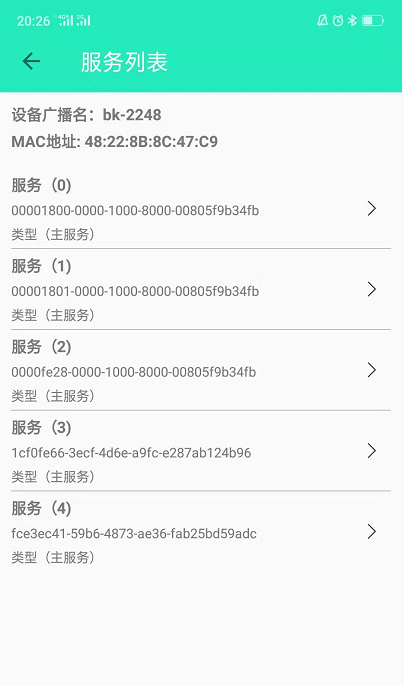 20:26 4G 2G
服务列表
设备广播名：bk-2248
MAC地址: 48:22:8B:8C:47:C9
服务（0)
00001800-0000-1000-8000-00805f9b34fb
类型（主服务）
服务（1)
00001801-0000-1000-8000-00805f9b34fb
类型（主服务）
服务（2)
0000fe28-0000-1000-8000-00805f9b34fb
类型（主服务）
服务（3)
1cf0fe66-3ecf-4d6e-a9fc-e287ab124b96
类型（主服务）
服务（4)
fce3ec41-59b6-4873-ae36-fab25bd59adc
类型（主服务）